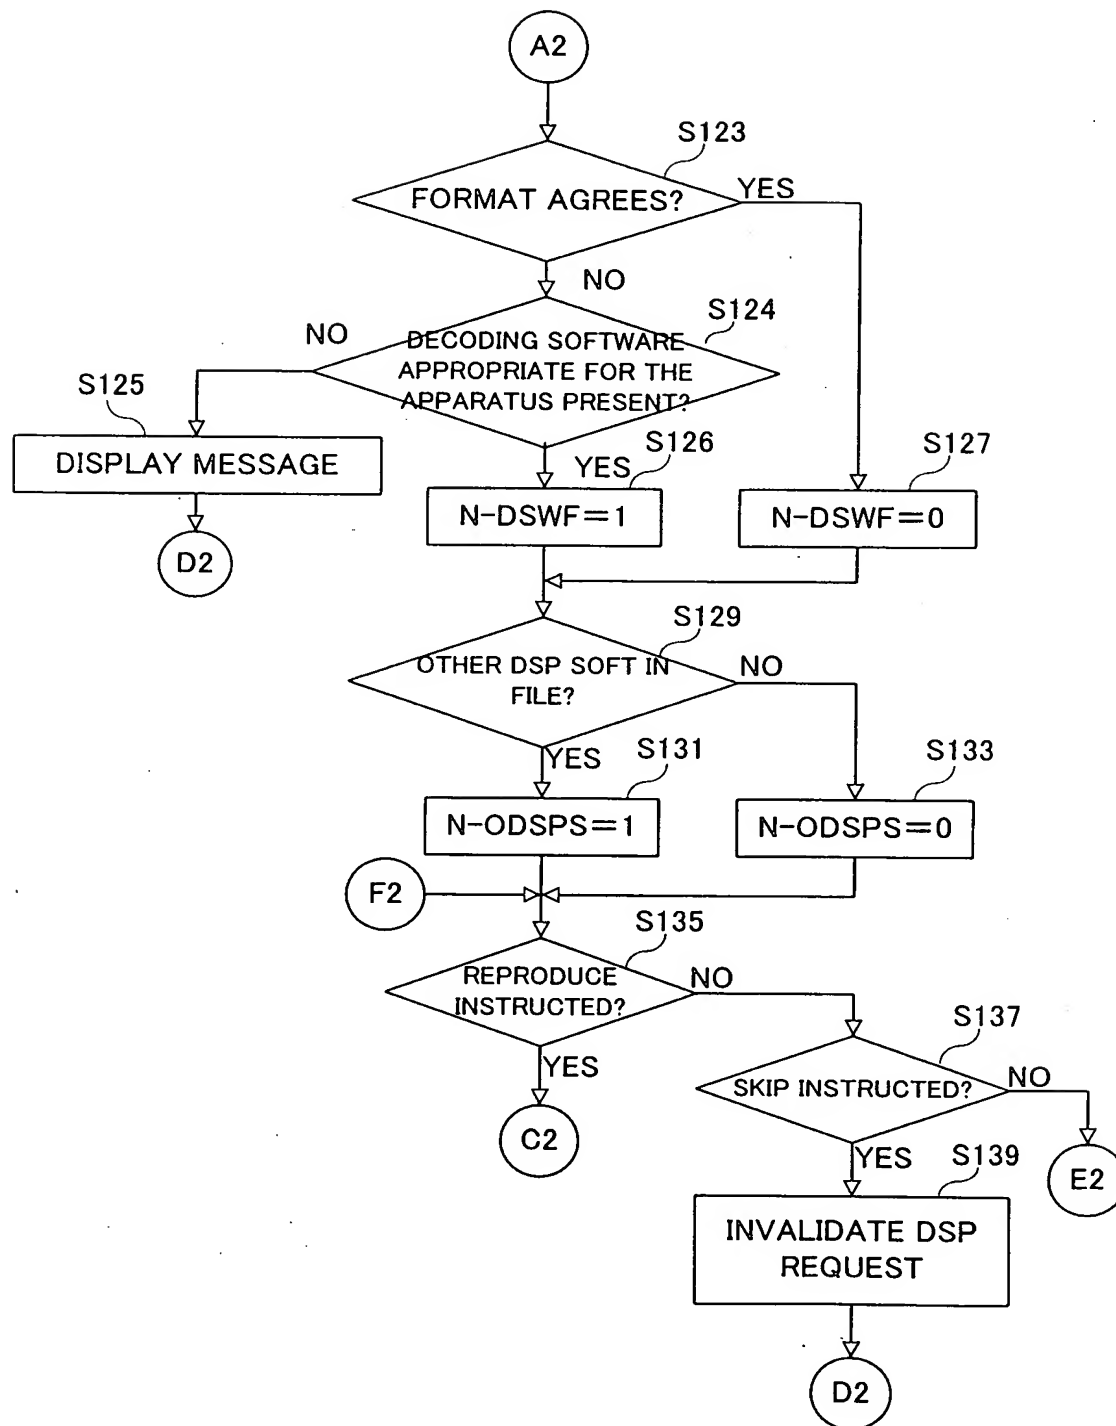 A2
S123
FORMAT AGREES?
YES
NO
S124
NO
DECODING SOFTWARE
APPROPRIATE FOR THE
APPARATUS PRESENT?
S125
DISPLAY MESSAGE
D2
YES
S126
N-DSWF=1
S127
N-DSWF=0
S129
OTHER DSP SOFT IN
FILE?
NO
YES
S131
N-ODSPS=1
S133
N-ODSPS=0
F2
S135
REPRODUCE
INSTRUCTED?
NO
YES
C2
S137
SKIP INSTRUCTED?
NO
E2
YES
S139
INVALIDATE DSP
REQUEST
D2